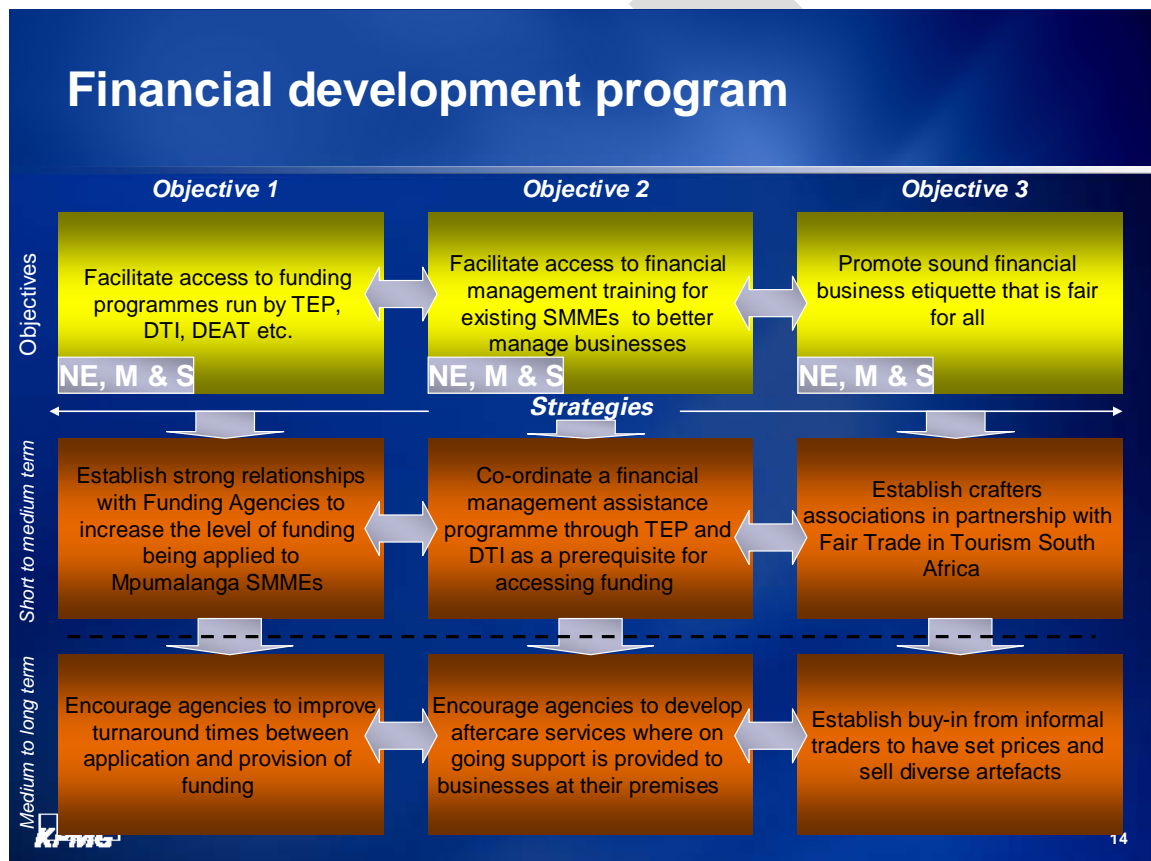 Financial development program
Objective 1
Objective 2
Objective 3
Objectives
Facilitate access to funding
programmes run by TEP,
DTI, DEAT etc.
NE, M & S
Facilitate access to financial
management training for
existing SMMEs to better
manage businesses
NE, M & S
Promote sound financial
business etiquette that is fair
for all
NE, M & S
Strategies
Short to medium term
Establish strong relationships
with Funding Agencies to
increase the level of funding
being applied to
Mpumalanga SMMEs
Co-ordinate a financial
management assistance
programme through TEP and
DTI as a prerequisite for
accessing funding
Establish crafters
associations in partnership with
Fair Trade in Tourism South
Africa
Medium to long term
Encourage agencies to improve
turnaround times between
application and provision of
funding
Encourage agencies to develop
aftercare services where on
going support is provided to
businesses at their premises
Establish buy-in from informal
traders to have set prices and
sell diverse artefacts
KPMG
14